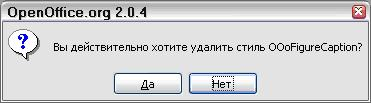 OpenOffice.org 2.0.4
Вы действительно хотите удалить стиль OOoFigureCaption?
Да
Нет